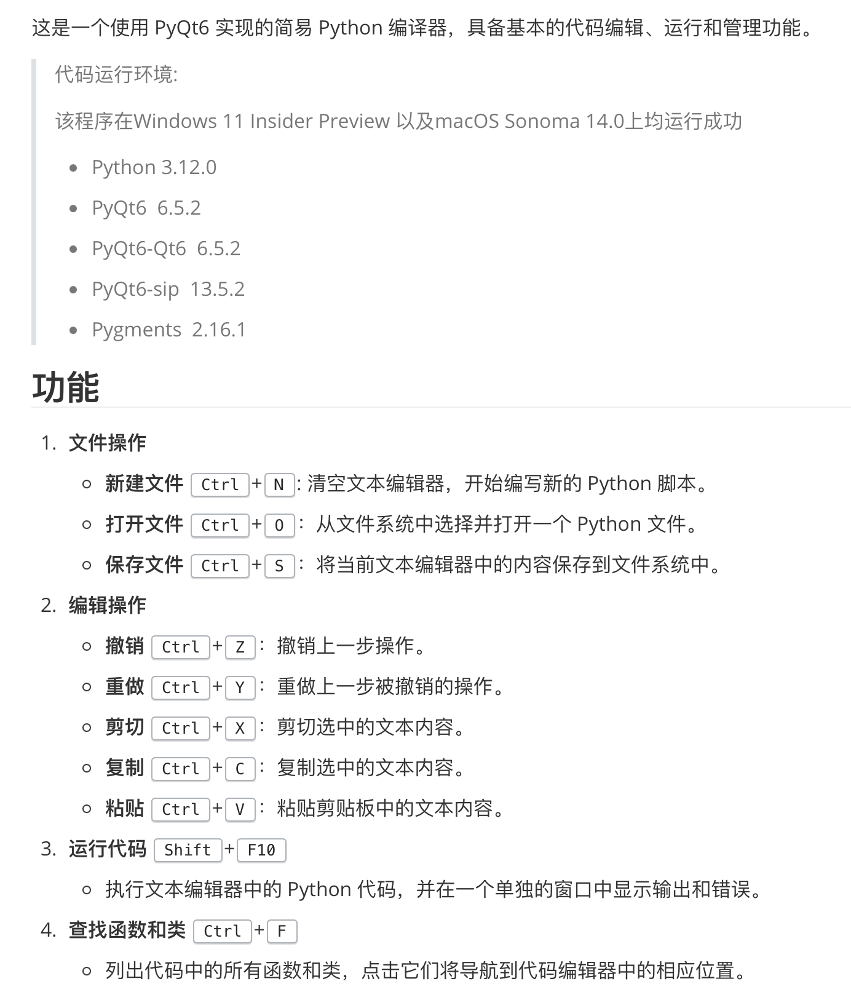 这是一个使用 PyQt6 实现的简易 Python 编译器，具备基本的代码编辑、运行和管理功能。
代码运行环境:
该程序在Windows 11 Insider Preview 以及macOS Sonoma 14.0上均运行成功
• Python 3.12.0
• PyQt6  6.5.2
• PyQt6-Qt6  6.5.2
• PyQt6-sip  13.5.2
• Pygments  2.16.1
功能
1. 文件操作
○ 新建文件 Ctrl+N: 清空文本编辑器，开始编写新的 Python 脚本。
○ 打开文件 Ctrl+O：从文件系统中选择并打开一个 Python 文件。
○ 保存文件 Ctrl+S：将当前文本编辑器中的内容保存到文件系统中。
2. 编辑操作
○ 撤销 Ctrl+Z：撤销上一步操作。
○ 重做 Ctrl+Y：重做上一步被撤销的操作。
○ 剪切 Ctrl+X：剪切选中的文本内容。
○ 复制 Ctrl+C：复制选中的文本内容。
○ 粘贴 Ctrl+V：粘贴剪贴板中的文本内容。
3. 运行代码 Shift+F10
○ 执行文本编辑器中的 Python 代码，并在一个单独的窗口中显示输出和错误。
4. 查找函数和类 Ctrl+F
○ 列出代码中的所有函数和类，点击它们将导航到代码编辑器中的相应位置。